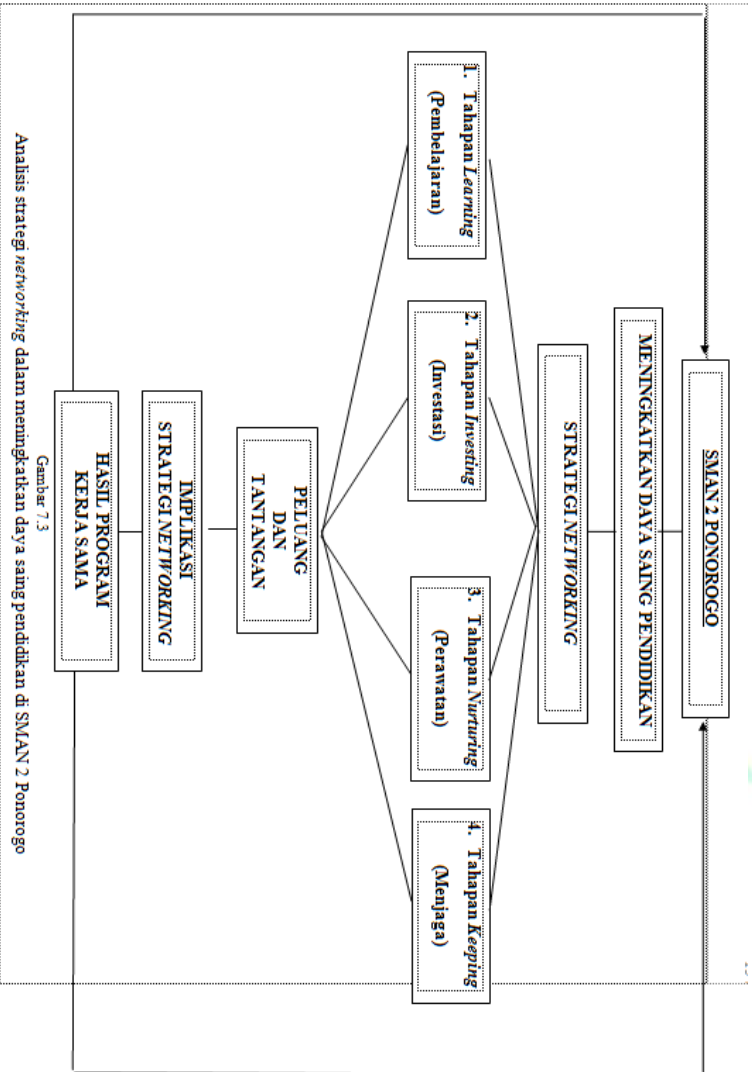 SMAN 2 PONOROGO
MENINGKATKAN DAYA SAING PENDIDIKAN
STRATEGI NETWORKING
1. Tahapan Learning
(Pembelajaran)
2. Tahapan Investing
(Investasi)
3. Tahapan Nurturing
(Perawatan)
4. Tahapan Keeping
(Menjaga)
PELUANG
DAN
TANTANGAN
IMPLIKASI
STRATEGI NETWORKING
HASIL PROGRAM
KERJA SAMA
Gambar 7.3
Analisis strategi networking dalam meningkatkan daya saing pendidikan di SMAN 2 Ponorogo